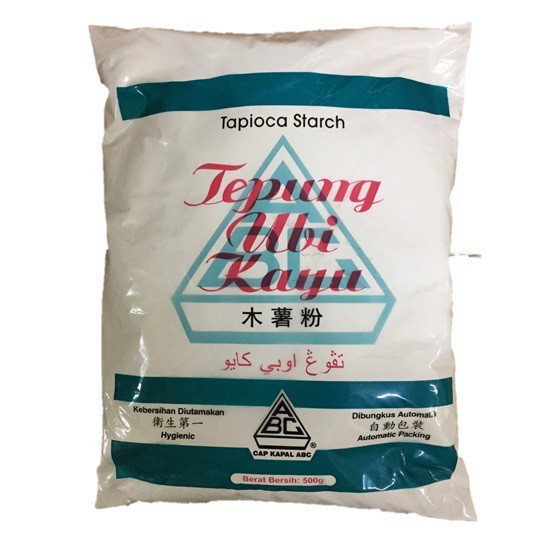 Tapioca Starch
Tepung
Ubi
Kayu
ABC
木薯粉
تڤوڠ اوبي كايو
Kebersihan Diutamakan
衛生第一
Hygienic
ABC
®
CAP KAPAL ABC
Dibungkus Automatik
自動包裝
Automatic Packing
Berat Bersih: 500g